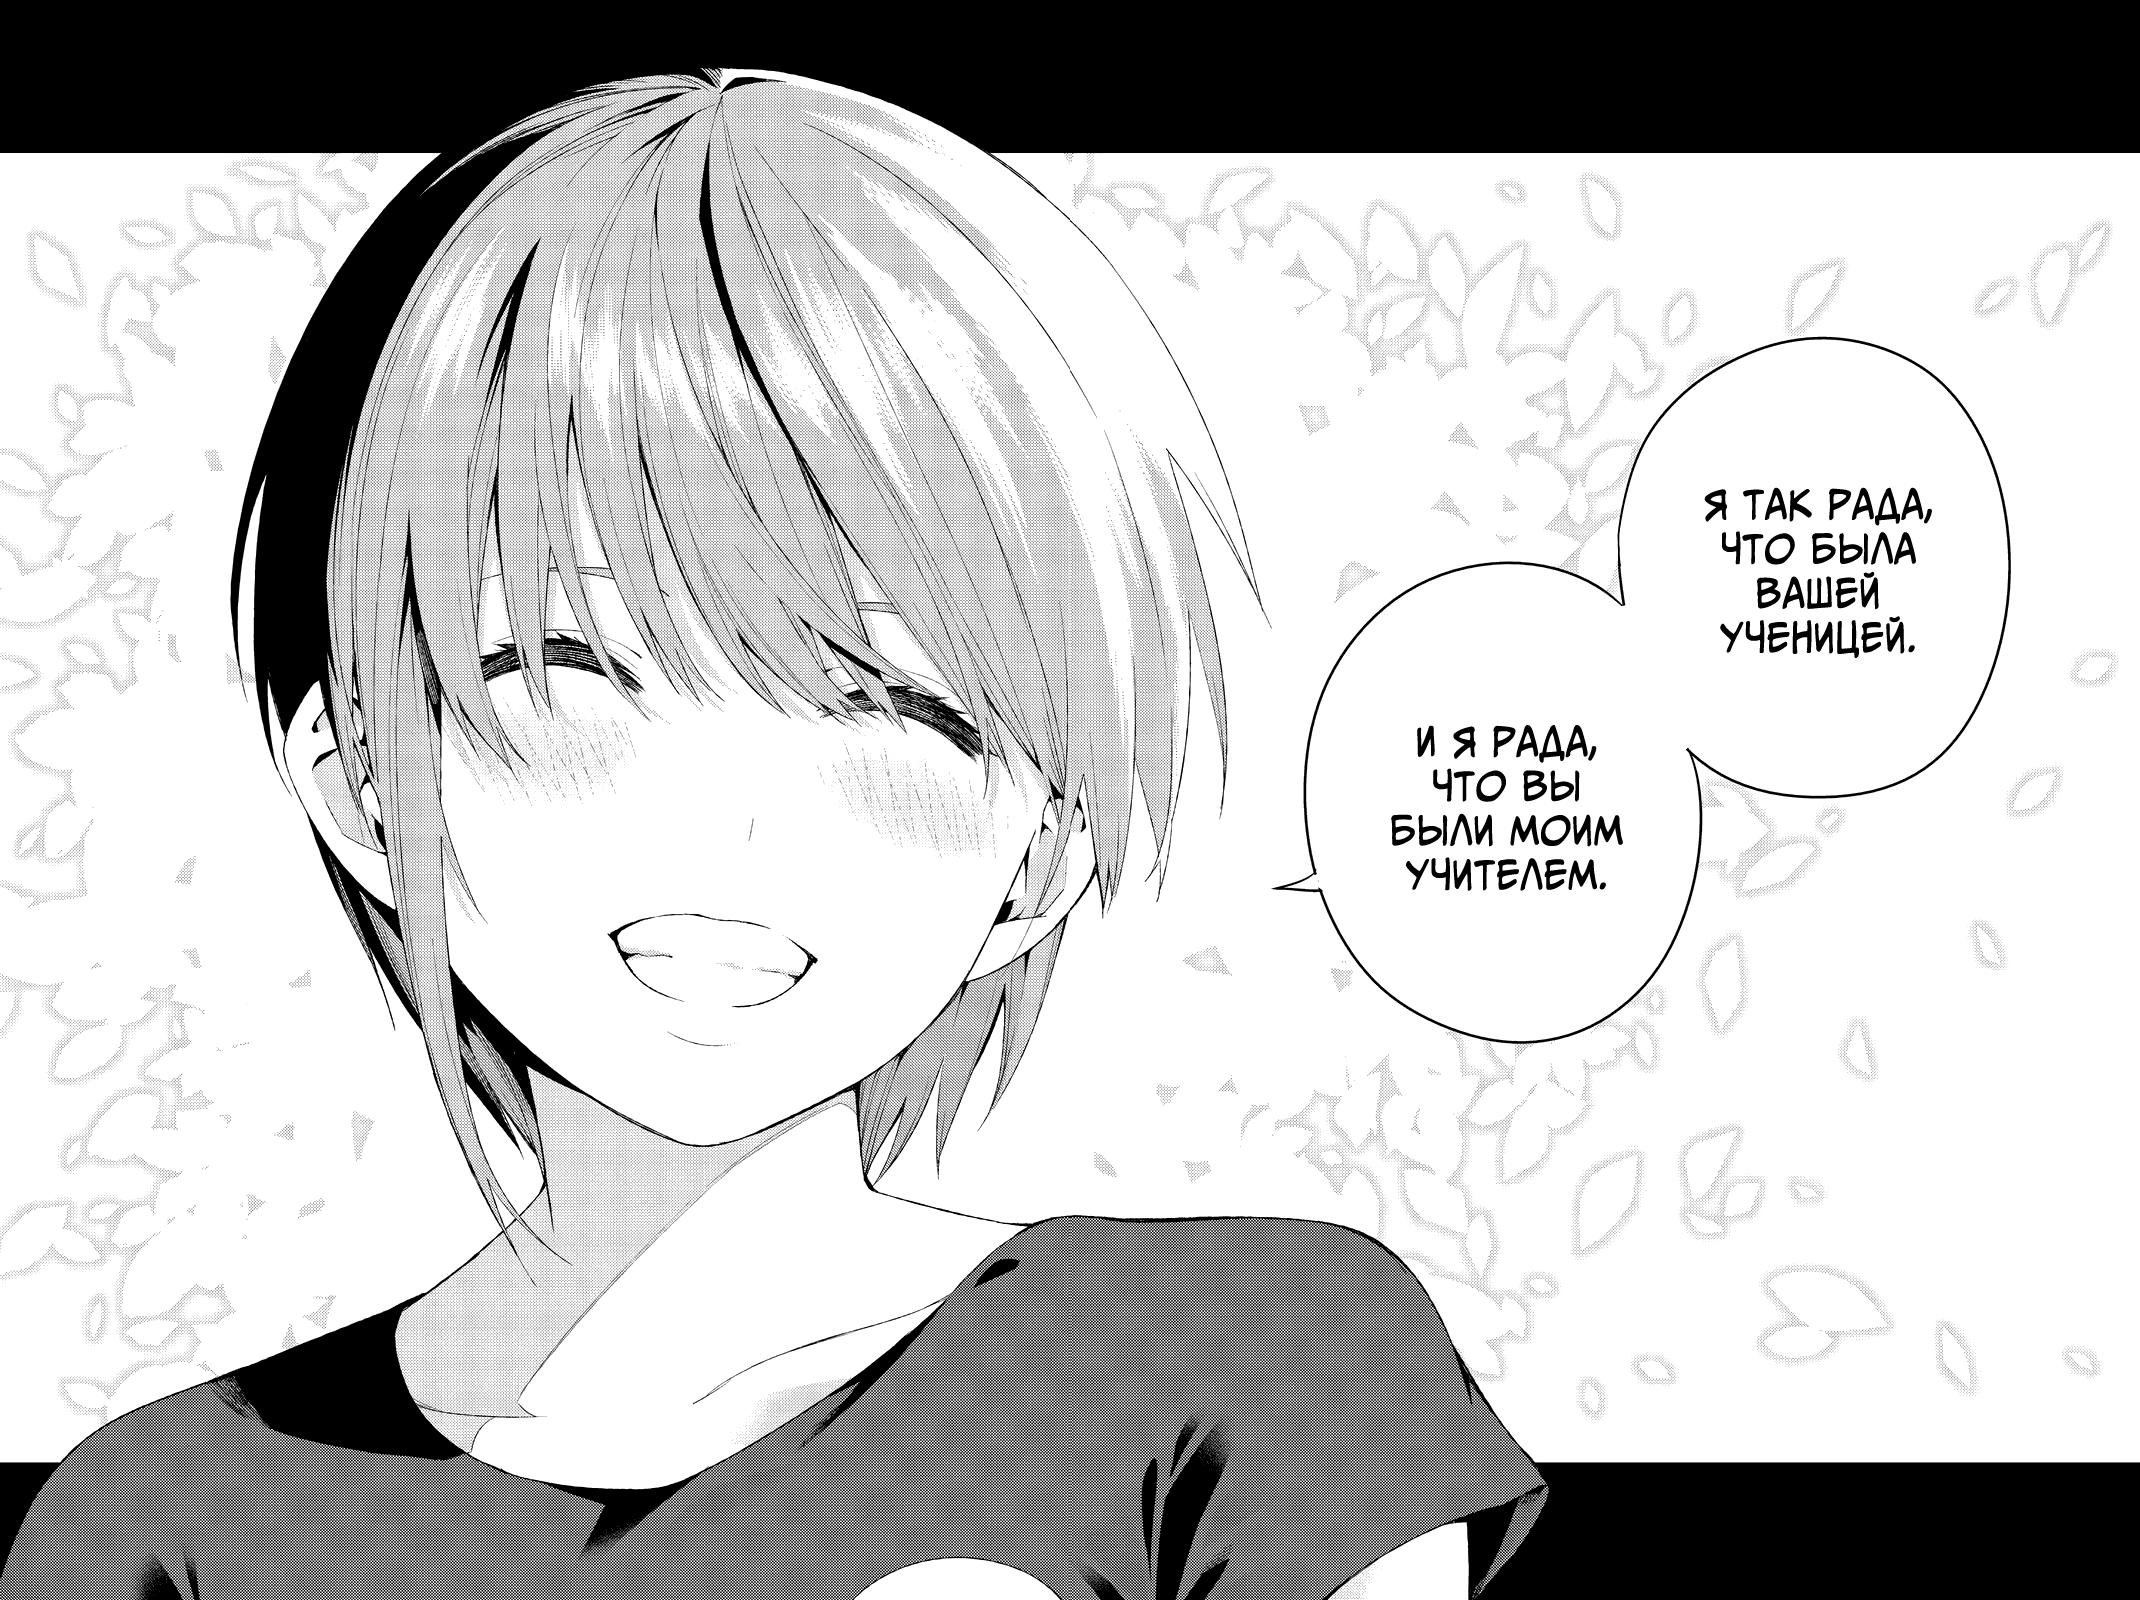 Я ТАК РАДА,
ЧТО БЫЛА
ВАШЕЙ
УЧЕНИЦЕЙ.
И Я РАДА,
ЧТО ВЫ
БЫЛИ МОИМ
УЧИТЕЛЕМ.